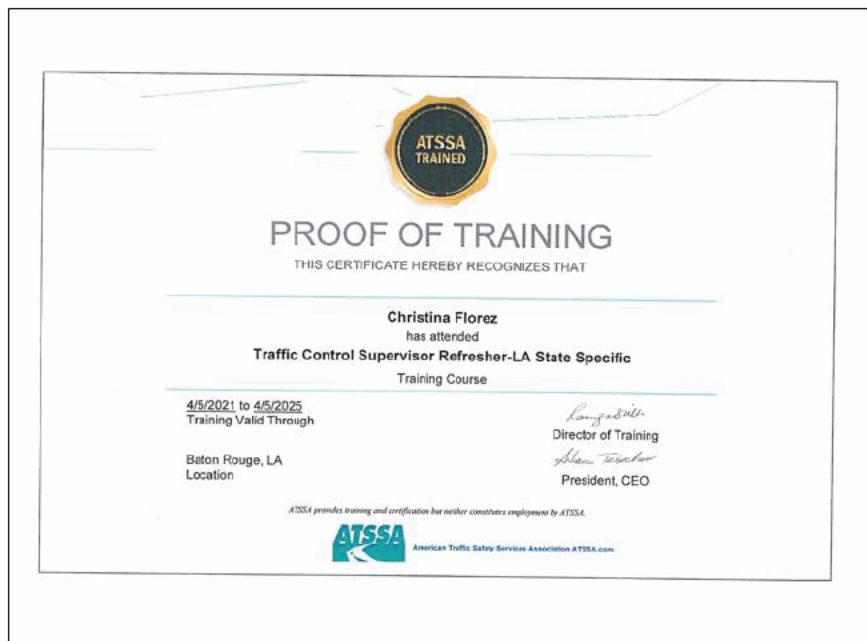 ATSSA
TRAINED
PROOF OF TRAINING
THIS CERTIFICATE HEREBY RECOGNIZES THAT
Christina Florez
has attended
Traffic Control Supervisor Refresher-LA State Specific
Training Course
4/5/2021 to 4/5/2025
Training Valid Through
Director of Training
Baton Rouge, LA
Location
President, CEO
ATSSA provides training and certification but neither constitutes employment by ATSSA.
ATSSA
American Traffic Safety Services Association ATSSA.com